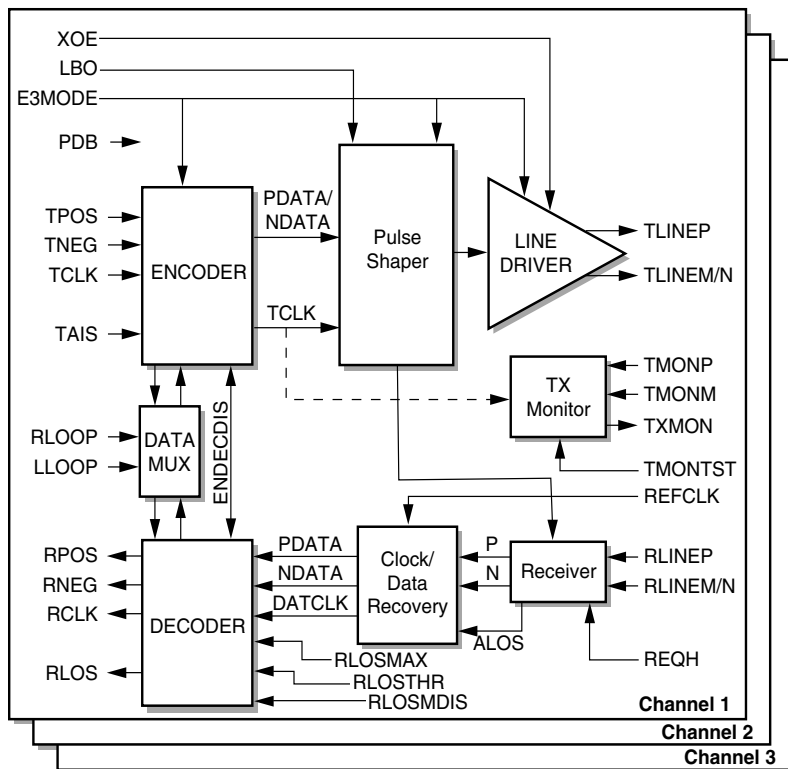 XOE
LBO
E3MODE
PDB
TPOS
TNEG
TCLK
TAIS
ENCODER
PDATA/
NDATA
TCLK
Pulse
Shaper
LINE
DRIVER
TLINEP
TLINEM/N
TX
Monitor
TMONP
TMONM
TXMON
TMONTST
REFCLK
RLOOP
LLOOP
DATA
MUX
ENDECDIS
RPOS
RNEG
RCLK
RLOS
DECODER
PDATA
NDATA
DATCLK
RLOSMAX
RLOSTHR
RLOSMDIS
Clock/
Data
Recovery
P
N
ALOS
Receiver
RLINEP
RLINEM/N
REQH
Channel 1
Channel 2
Channel 3